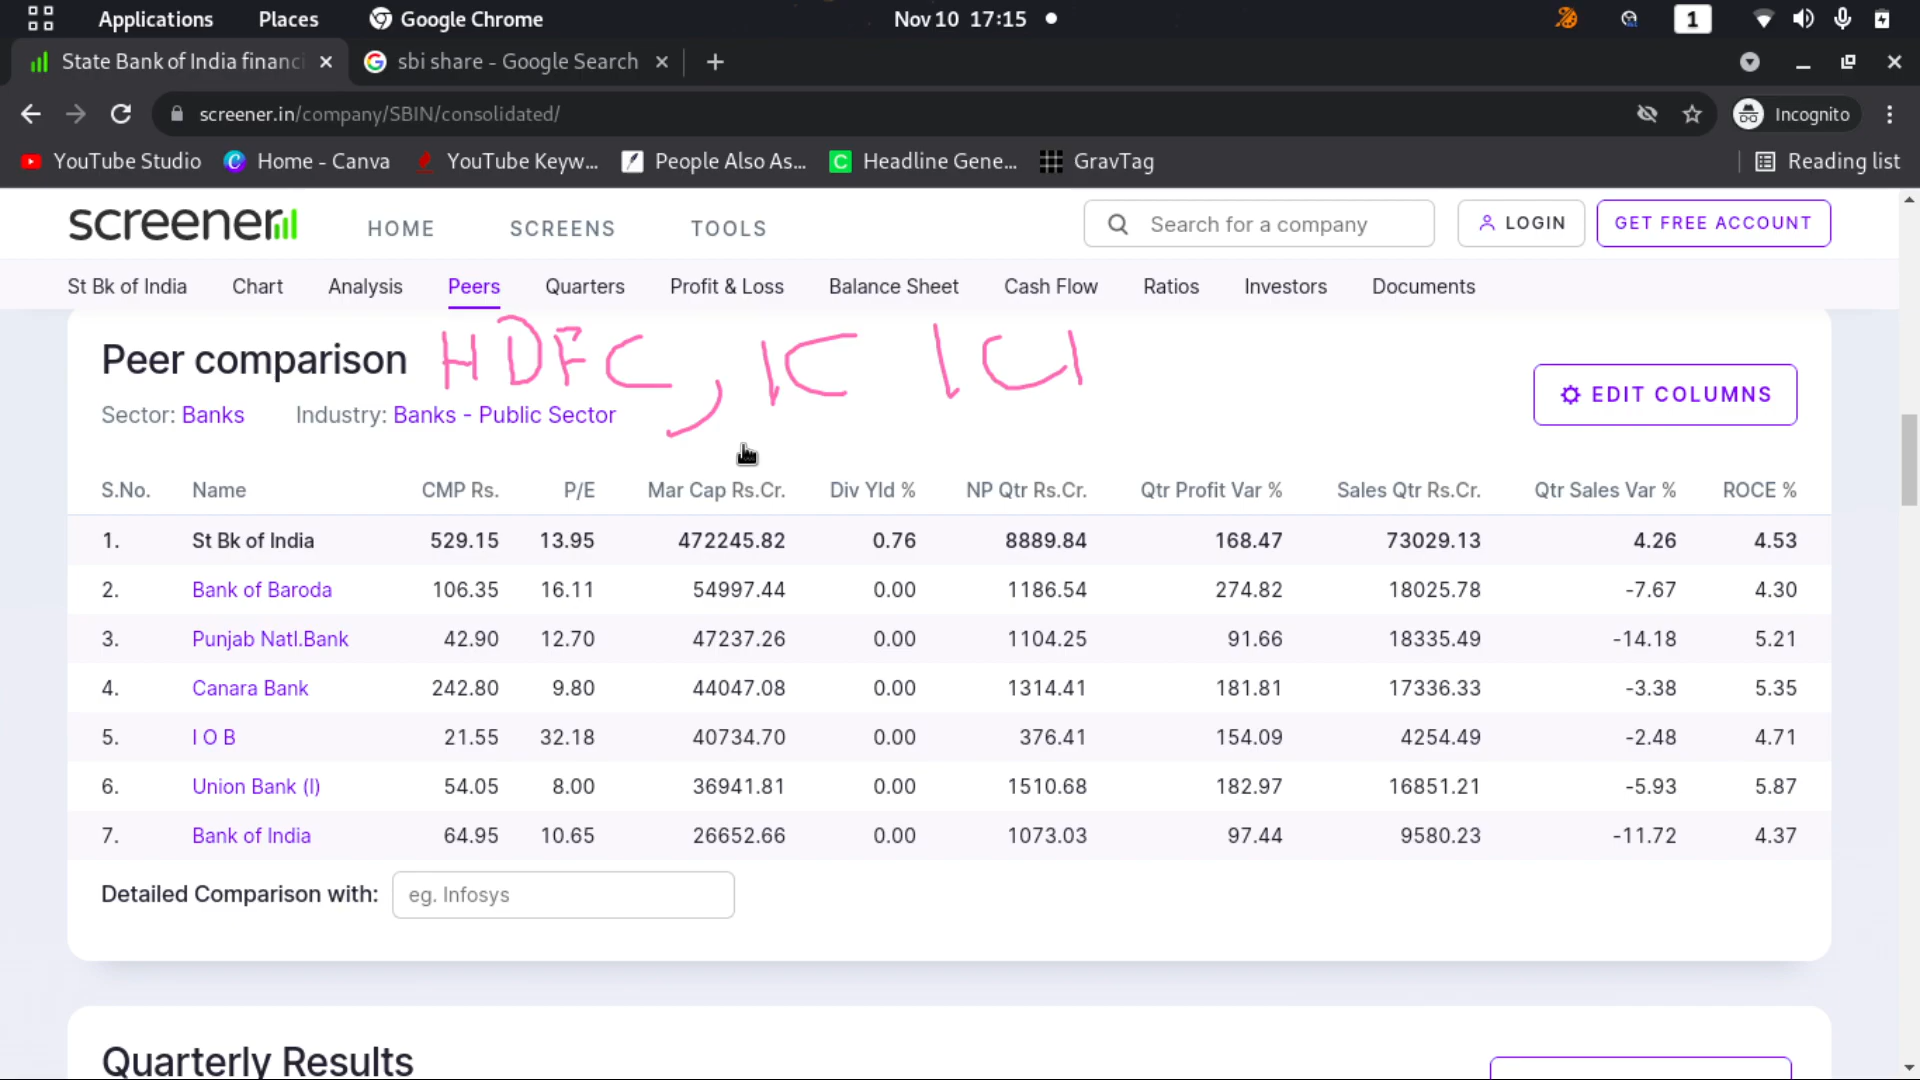 Applications Places Google Chrome Nov 10 17:15 1
State Bank of India financi sbi share - Google Search
screener.in/company/SBIN/consolidated/ Incognito
YouTube Studio Home - Canva YouTube Keyw... People Also As... Headline Gene... GravTag Reading list
screener HOME SCREENS TOOLS Search for a company LOGIN GET FREE ACCOUNT
St Bk of India Chart Analysis Peers Quarters Profit & Loss Balance Sheet Cash Flow Ratios Investors Documents
Peer comparison HDFC, IC ICI
EDIT COLUMNS
Sector: Banks Industry: Banks - Public Sector
S.No. Name CMP Rs. P/E Mar Cap Rs.Cr. Div Yld % NP Qtr Rs.Cr. Qtr Profit Var % Sales Qtr Rs.Cr. Qtr Sales Var % ROCE %
1. St Bk of India 529.15 13.95 472245.82 0.76 8889.84 168.47 73029.13 4.26 4.53
2. Bank of Baroda 106.35 16.11 54997.44 0.00 1186.54 274.82 18025.78 -7.67 4.30
3. Punjab Natl.Bank 42.90 12.70 47237.26 0.00 1104.25 91.66 18335.49 -14.18 5.21
4. Canara Bank 242.80 9.80 44047.08 0.00 1314.41 181.81 17336.33 -3.38 5.35
5. I O B 21.55 32.18 40734.70 0.00 376.41 154.09 4254.49 -2.48 4.71
6. Union Bank (I) 54.05 8.00 36941.81 0.00 1510.68 182.97 16851.21 -5.93 5.87
7. Bank of India 64.95 10.65 26652.66 0.00 1073.03 97.44 9580.23 -11.72 4.37
Detailed Comparison with: eg. Infosys
Quarterly Results